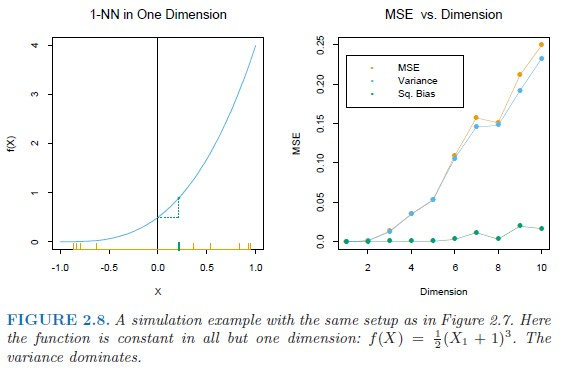 1-NN in One Dimension
f(X)
0
1
2
3
4
-1.0
-0.5
0.0
0.5
1.0
X
MSE vs. Dimension
MSE
Variance
Sq. Bias
MSE
0.0
0.05
0.10
0.15
0.20
0.25
2
4
6
8
10
Dimension
FIGURE 2.8. A simulation example with the same setup as in Figure 2.7. Here
the function is constant in all but one dimension: f(X) = ½(X₁ + 1)³. The
variance dominates.